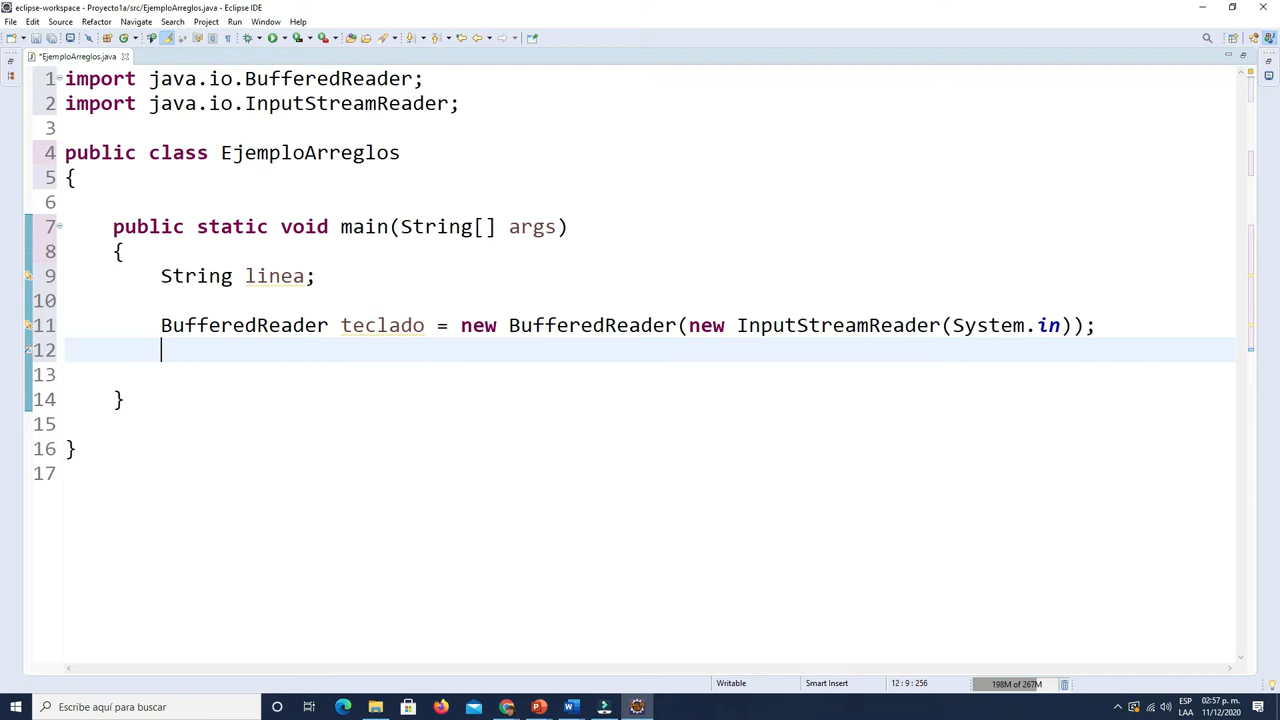 eclipse-workspace - Proyecto1a/src/EjemploArreglos.java - Eclipse IDE
File Edit Source Refactor Navigate Search Project Run Window Help
*EjemploArreglos.java
1 import java.io.BufferedReader;
2 import java.io.InputStreamReader;
3
4 public class EjemploArreglos
5 {
6
7 public static void main(String[] args)
8 {
9 String linea;
10
11 BufferedReader teclado = new BufferedReader(new InputStreamReader(System.in));
12
13
14 }
15
16 }
17
Writable Smart Insert 12 : 9 : 256 198M of 267M
Escribe aquí para buscar
ESP 02:57 p. m.
LAA 11/12/2020